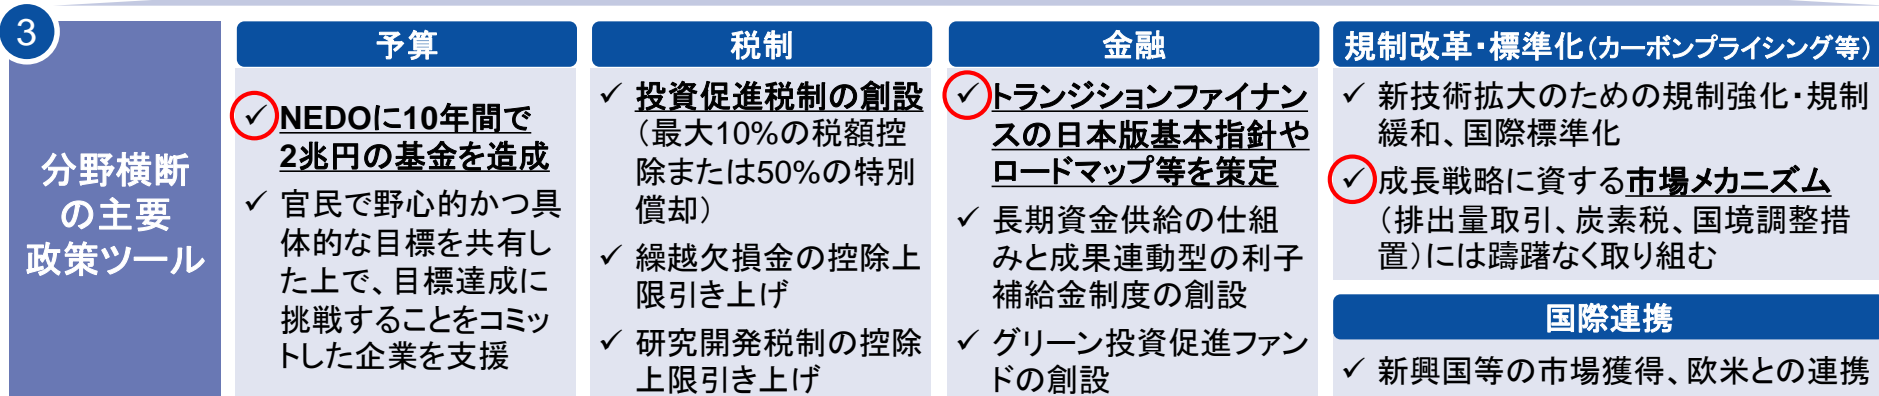 3
分野横断
の主要
政策ツール
予算
✓ NEDOに10年間で
2兆円の基金を造成
✓ 官民で野心的かつ具
体的な目標を共有し
た上で、目標達成に
挑戦することをコミッ
トした企業を支援
税制
✓ 投資促進税制の創設
（最大10%の税額控
除または50%の特別
償却）
✓ 繰越欠損金の控除上
限引き上げ
✓ 研究開発税制の控除
上限引き上げ
金融
✓ トランジションファイナン
スの日本版基本指針や
ロードマップ等を策定
✓ 長期資金供給の仕組
みと成果連動型の利子
補給金制度の創設
✓ グリーン投資促進ファン
ドの創設
規制改革・標準化（カーボンプライシング等）
✓ 新技術拡大のための規制強化・規制
緩和、国際標準化
✓ 成長戦略に資する市場メカニズム
（排出量取引、炭素税、国境調整措
置）には躊躇なく取り組む
国際連携
✓ 新興国等の市場獲得、欧米との連携